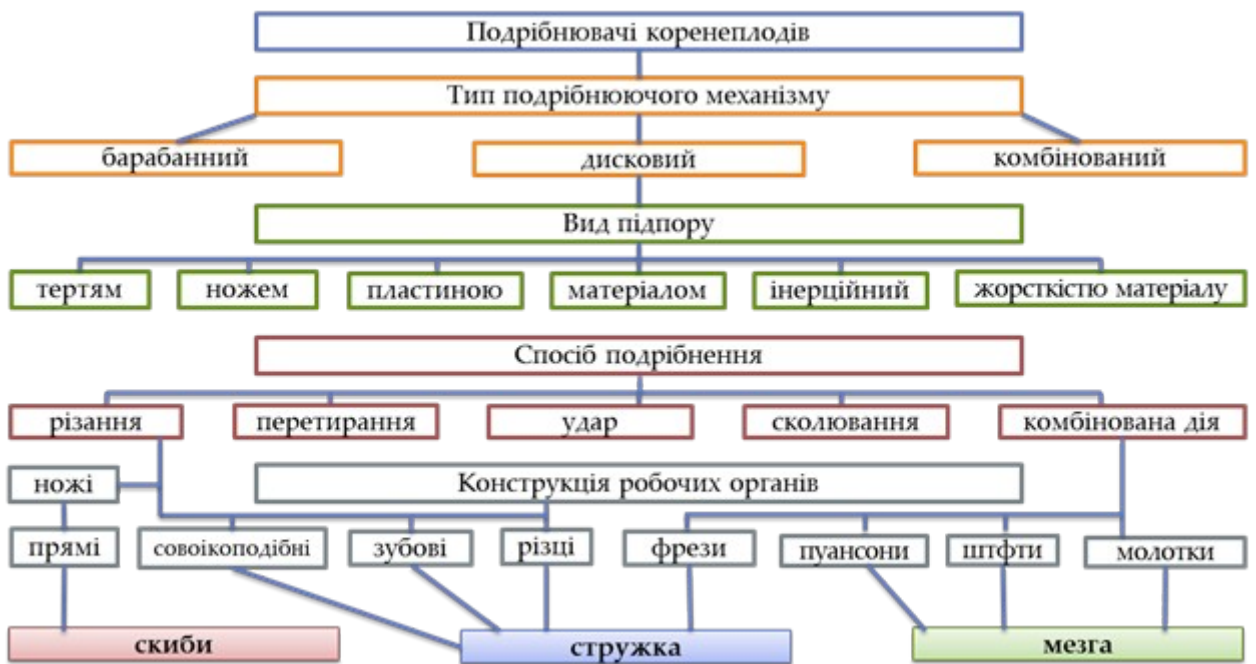 Подрібнювачі коренеплодів
Тип подрібнюючого механізму
барабанний
дисковий
комбінований
Вид підпору
тертям
ножем
пластиною
матеріалом
інерційний
жорсткістю матеріалу
Спосіб подрібнення
різання
перетирання
удар
сколювання
комбінована дія
ножі
Конструкція робочих органів
прямі
совоікоподібні
зубові
різці
фрези
пуансони
штфти
молотки
скиби
стружка
мезга